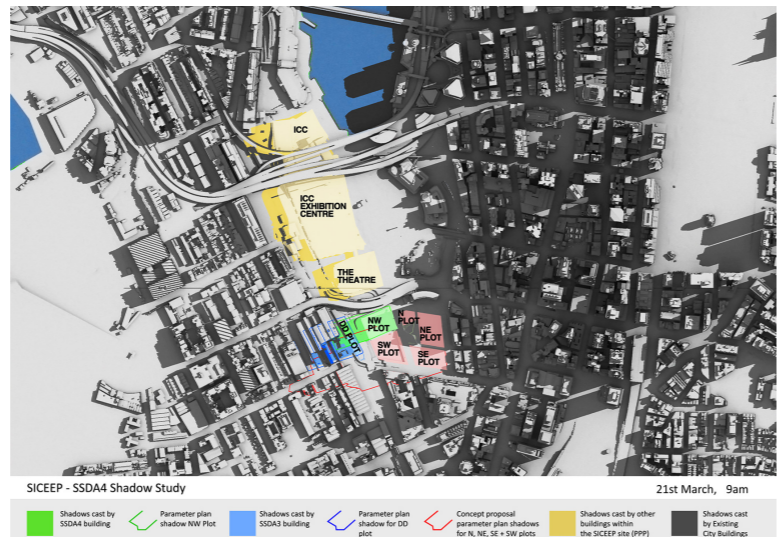 ICC
ICC
EXHIBITION
CENTRE
THE
THEATRE
DD PLOT
NW
PLOT
N
PLOT
NE
PLOT
SW
PLOT
SE
PLOT
SICEEP - SSDA4 Shadow Study
21st March, 9am
Shadows cast by
SSDA4 building
Parameter plan
shadow NW Plot
Shadows cast by
SSDA3 building
Parameter plan
shadow for DD
plot
Concept proposal
parameter plan shadows
for N, NE, SE + SW plots
Shadows cast by other
buildings within
the SICEEP site (PPP)
Shadows cast
by Existing
City Buildings